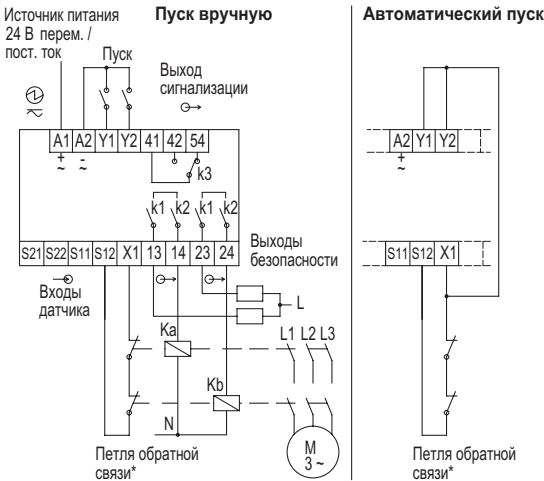 Источник питания
24 В перем. /
пост. ток
Пуск вручную
Автоматический пуск
Пуск
Выход
сигнализации
A1 A2 Y1 Y2 41 42 54
+ -
~ ~
k3
k1 k2 k1 k2
S21 S22 S11 S12 X1 13 14 23 24
Выходы
безопасности
Входы
датчика
L
Ka
L1 L2 L3
Kb
N
M
3 ~
Петля обратной
связи*
A2 Y1 Y2
+
~
S11 S12 X1
Петля обратной
связи*